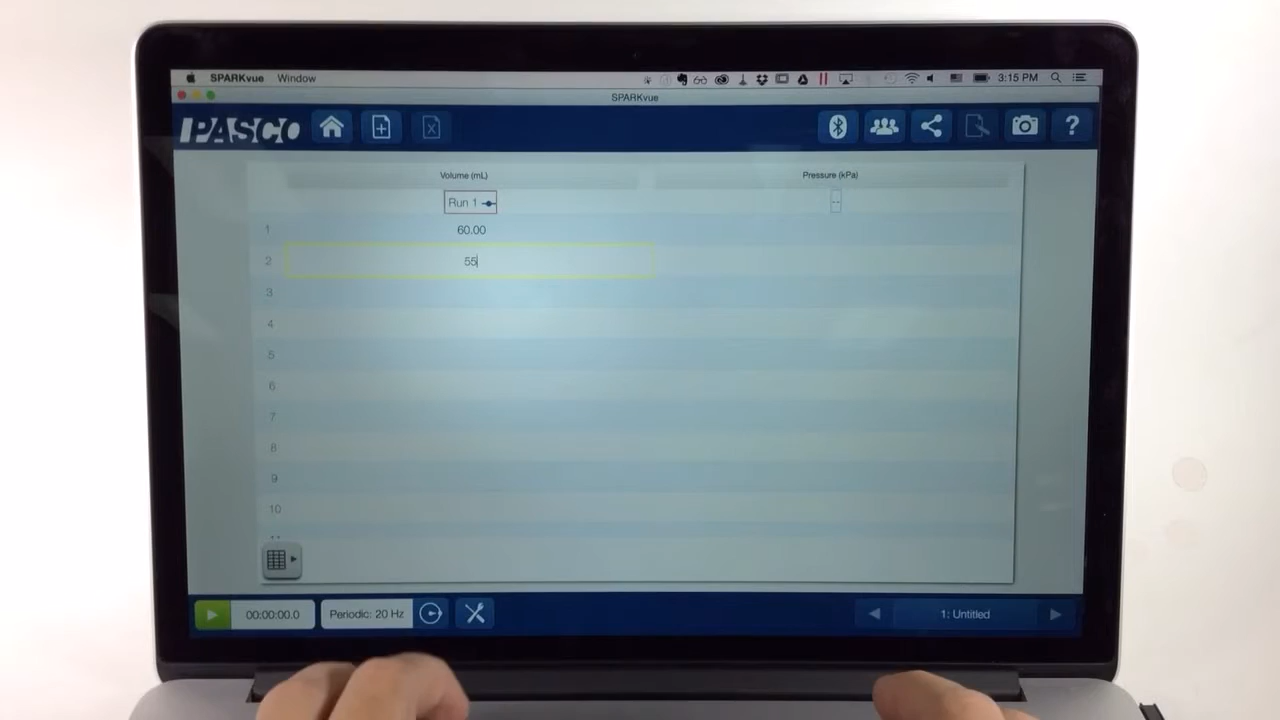 SPARKvue Window 3:15 PM
SPARKvue
PASCO
Volume (mL) Pressure (kPa)
Run 1 --
1 60.00
2 55
3
4
5
6
7
8
9
10
00:00:00.0 Periodic: 20 Hz 1: Untitled